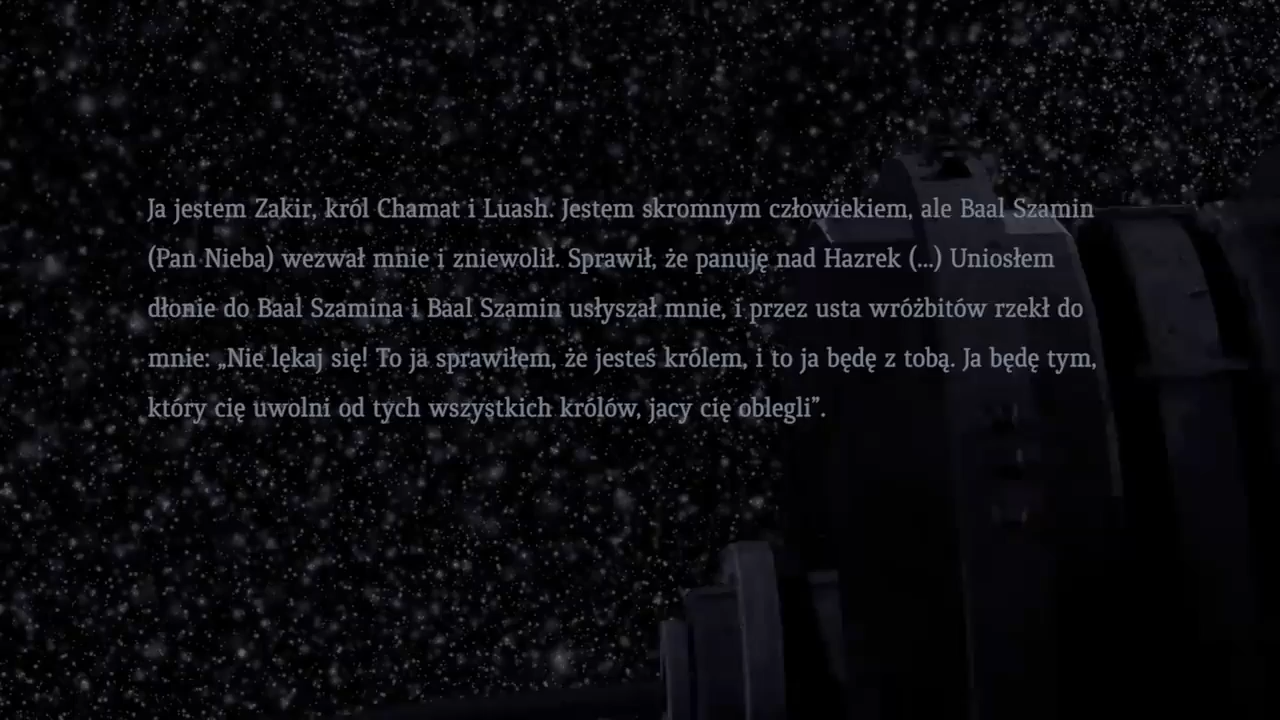 Ja jestem Zakir, król Chamat i Luash. Jestem skromnym człowiekiem, ale Baal Szamin
(Pan Nieba) wezwał mnie i zniewolił. Sprawił, że panuję nad Hazrek (...) Uniosłem
dłonie do Baal Szamina i Baal Szamin usłyszał mnie, i przez usta wróżbitów rzekł do
mnie: „Nie lękaj się! To ja sprawiłem, że jesteś królem, i to ja będę z tobą. Ja będę tym,
który cię uwolni od tych wszystkich królów, jacy cię oblegli”.